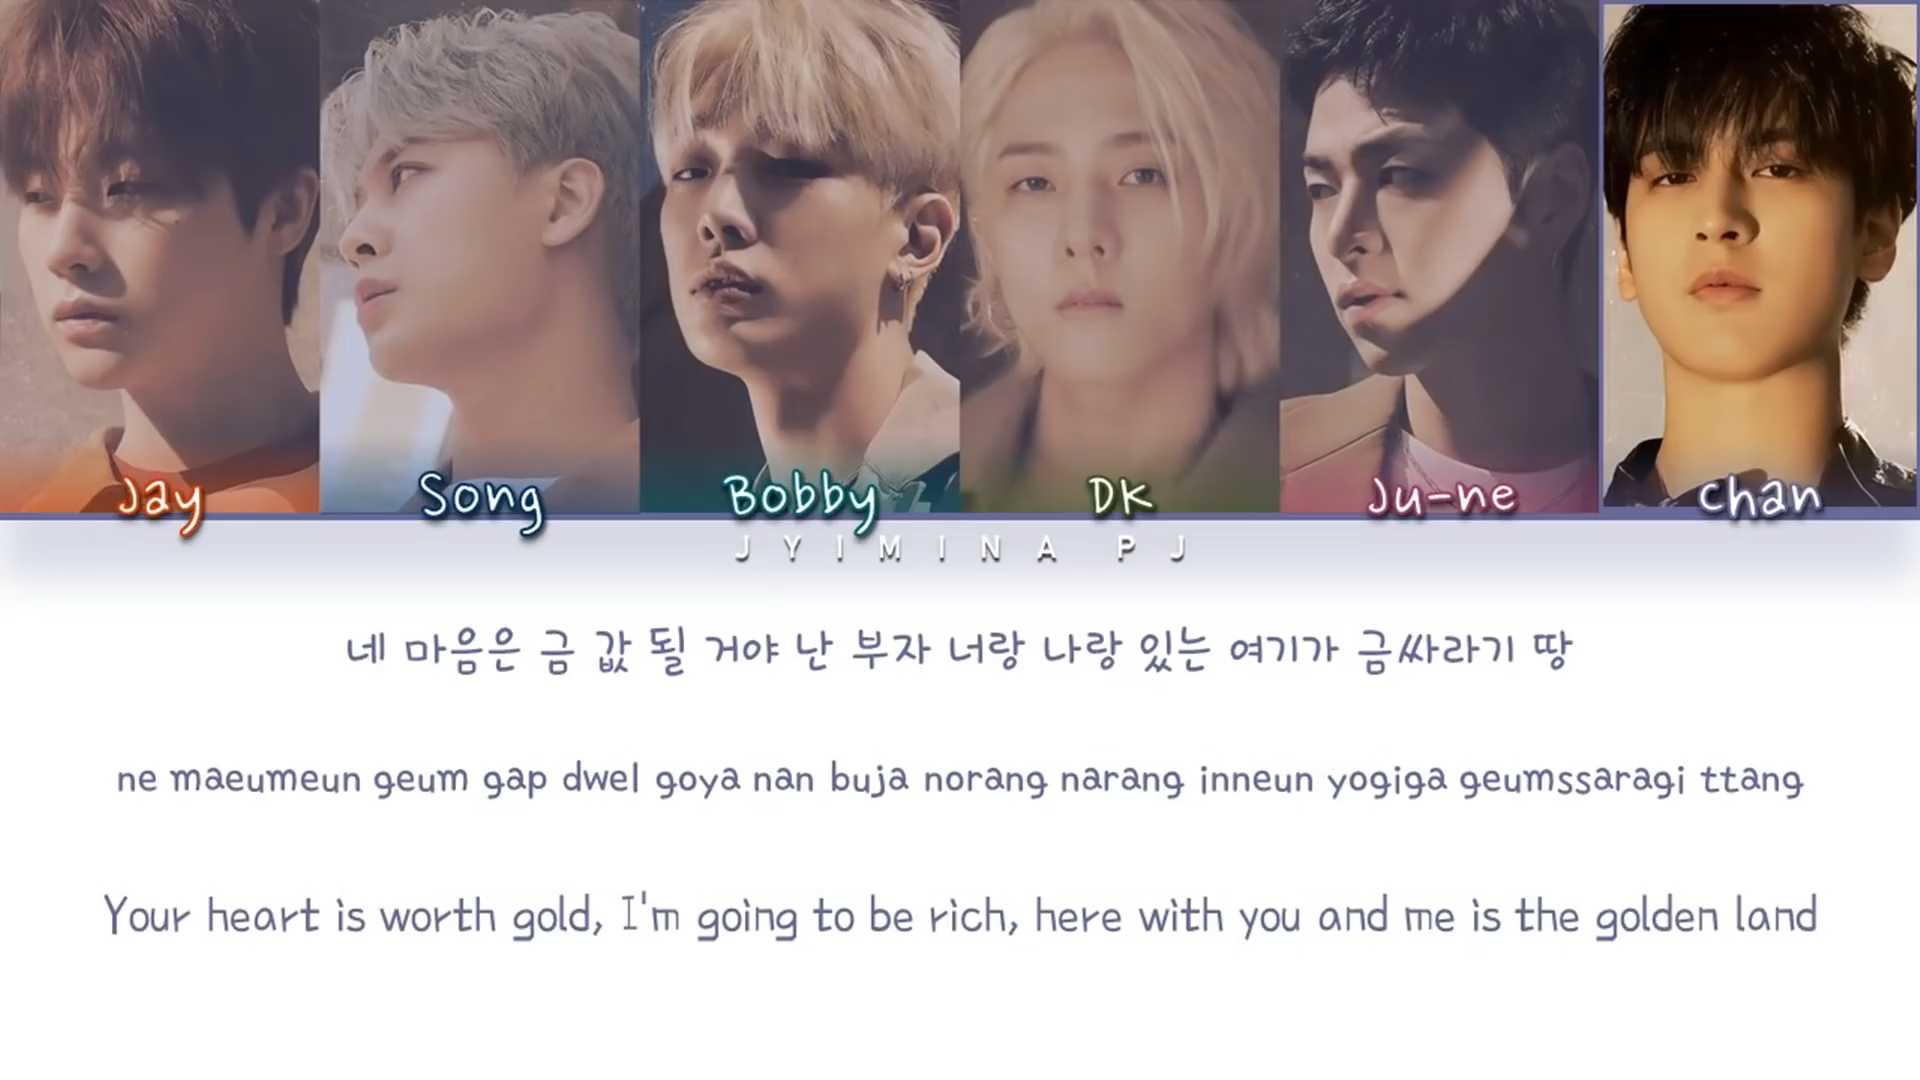 Jay Song Bobby DK Ju-ne Chan
JYIMINA PJ
네 마음은 금 값 될 거야 난 부자 너랑 나랑 있는 여기가 금싸라기 땅
ne maeumeun geum gap dwel goya nan buja norang narang inneun yogiga geumssaragi ttang
Your heart is worth gold, I'm going to be rich, here with you and me is the golden land